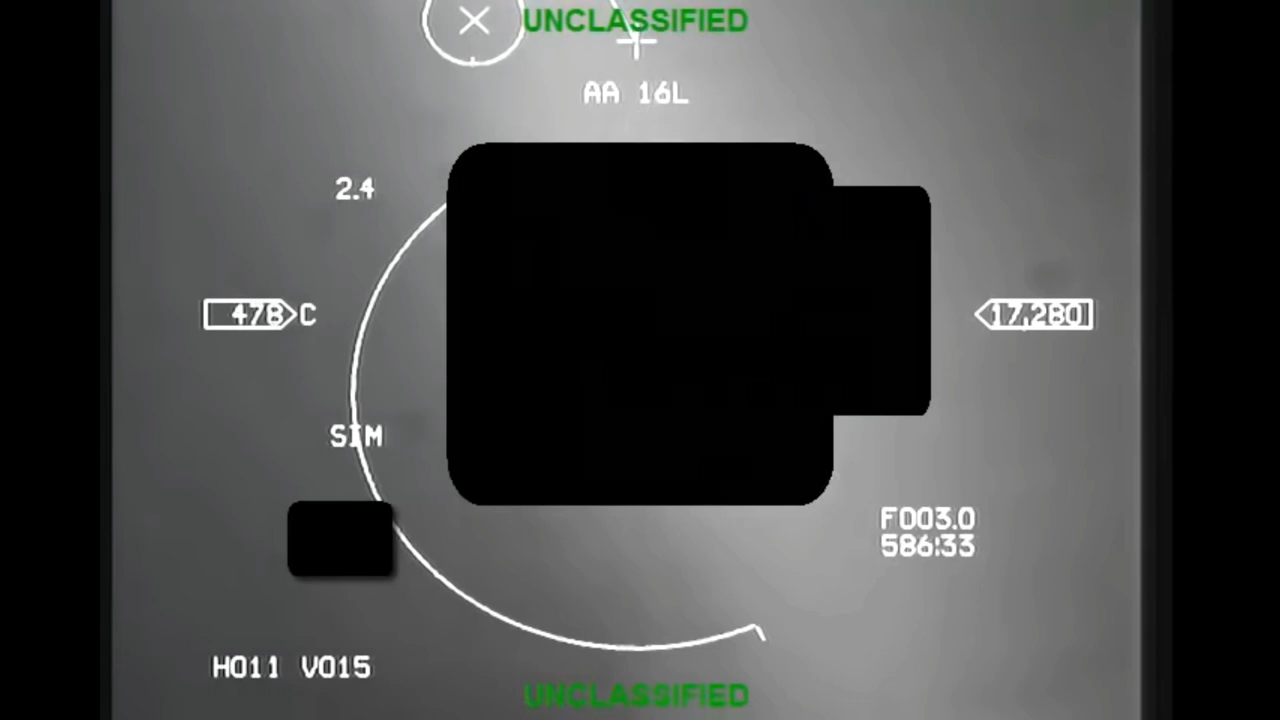 UNCLASSIFIED
AA 16L
2.4
478 C
17,280
SIM
F003.0
586:33
H011 V015
UNCLASSIFIED